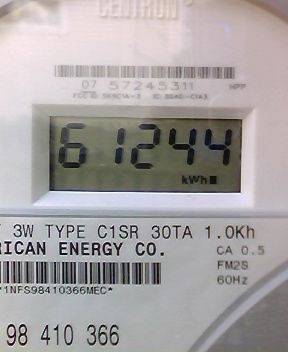 CENTRON
07 57245311 HPP
61244
kWh
3W TYPE C1SR 30TA 1.0Kh
RICAN ENERGY CO.
CA 0.5
FM2S
60Hz
*1NFS98410366MEC*
98 410 366